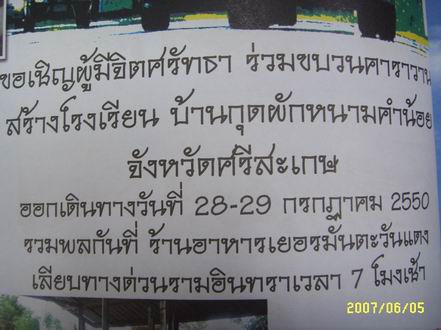 ขอเชิญผู้มีจิตศรัทธา ร่วมขบวนคาราวาน
สร้างโรงเรียน บ้านกุดผักหนามคำน้อย
จังหวัดศรีสะเกษ
ออกเดินทางวันที่ 28-29 กรกฎาคม 2550
รวมพลกันที่ ร้านอาหารเยอรมันตะวันแดง
เลียบทางด่วนรามอินทราเวลา 7 โมงเช้า
2007/06/05